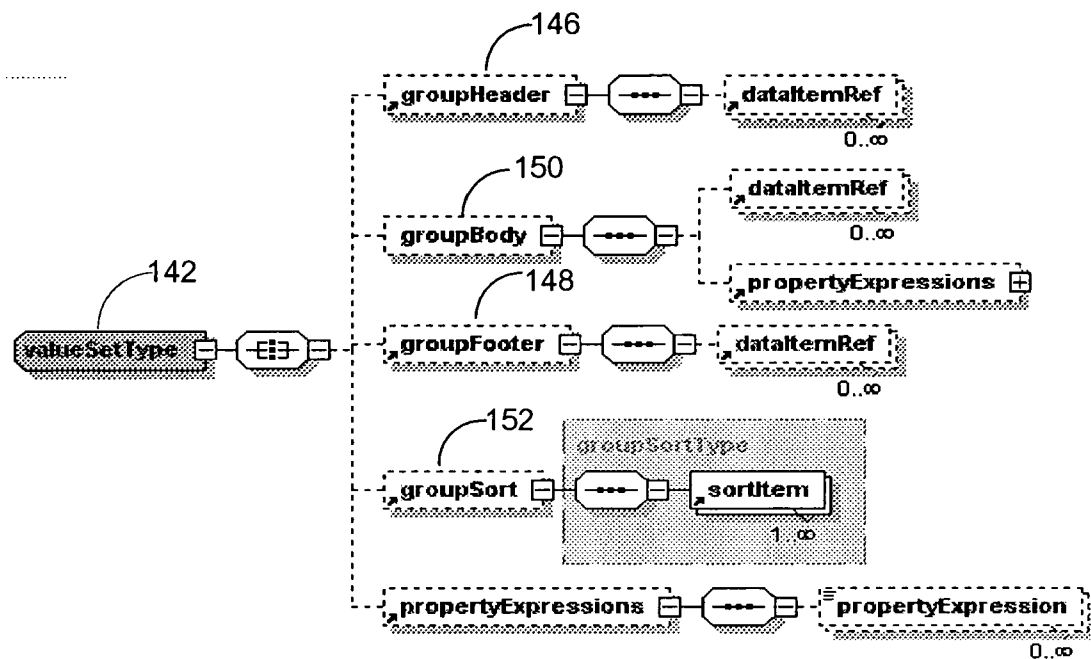 146
groupHeader
dataItemRef
0..∞
150
dataItemRef
0..∞
groupBody
propertyExpressions
142
148
valueSetType
groupFooter
dataItemRef
0..∞
152
groupSortType
groupSort
sortItem
1..∞
propertyExpressions
propertyExpression
0..∞